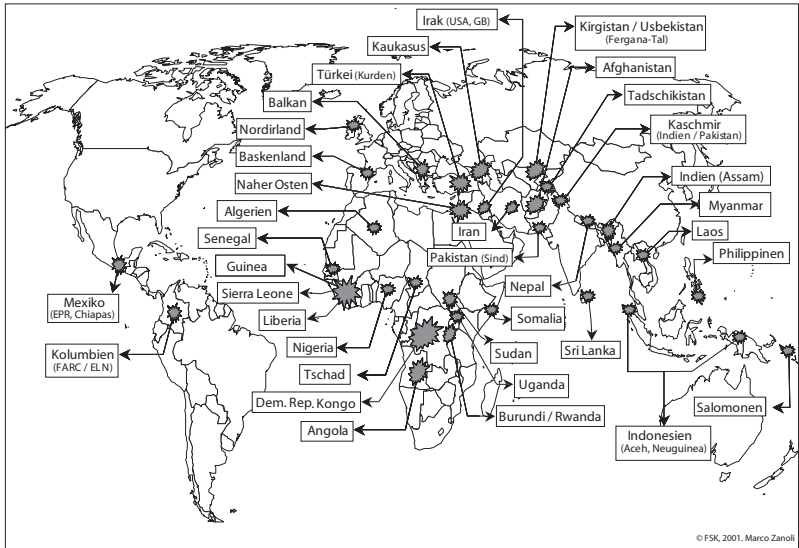 Irak (USA, GB)
Kirgistan / Usbekistan
(Fergana-Tal)
Kaukasus
Afghanistan
Türkei (Kurden)
Tadschikistan
Balkan
Kaschmir
(Indien / Pakistan)
Nordirland
Baskenland
Indien (Assam)
Naher Osten
Myanmar
Algerien
Iran
Laos
Senegal
Pakistan (Sind)
Philippinen
Guinea
Nepal
Sierra Leone
Mexiko
(EPR, Chiapas)
Somalia
Liberia
Nigeria
Sudan
Sri Lanka
Kolumbien
(FARC / ELN)
Tschad
Uganda
Dem. Rep. Kongo
Salomonen
Burundi / Rwanda
Angola
Indonesien
(Aceh, Neuguinea)
© FSK, 2001. Marco Zanoli